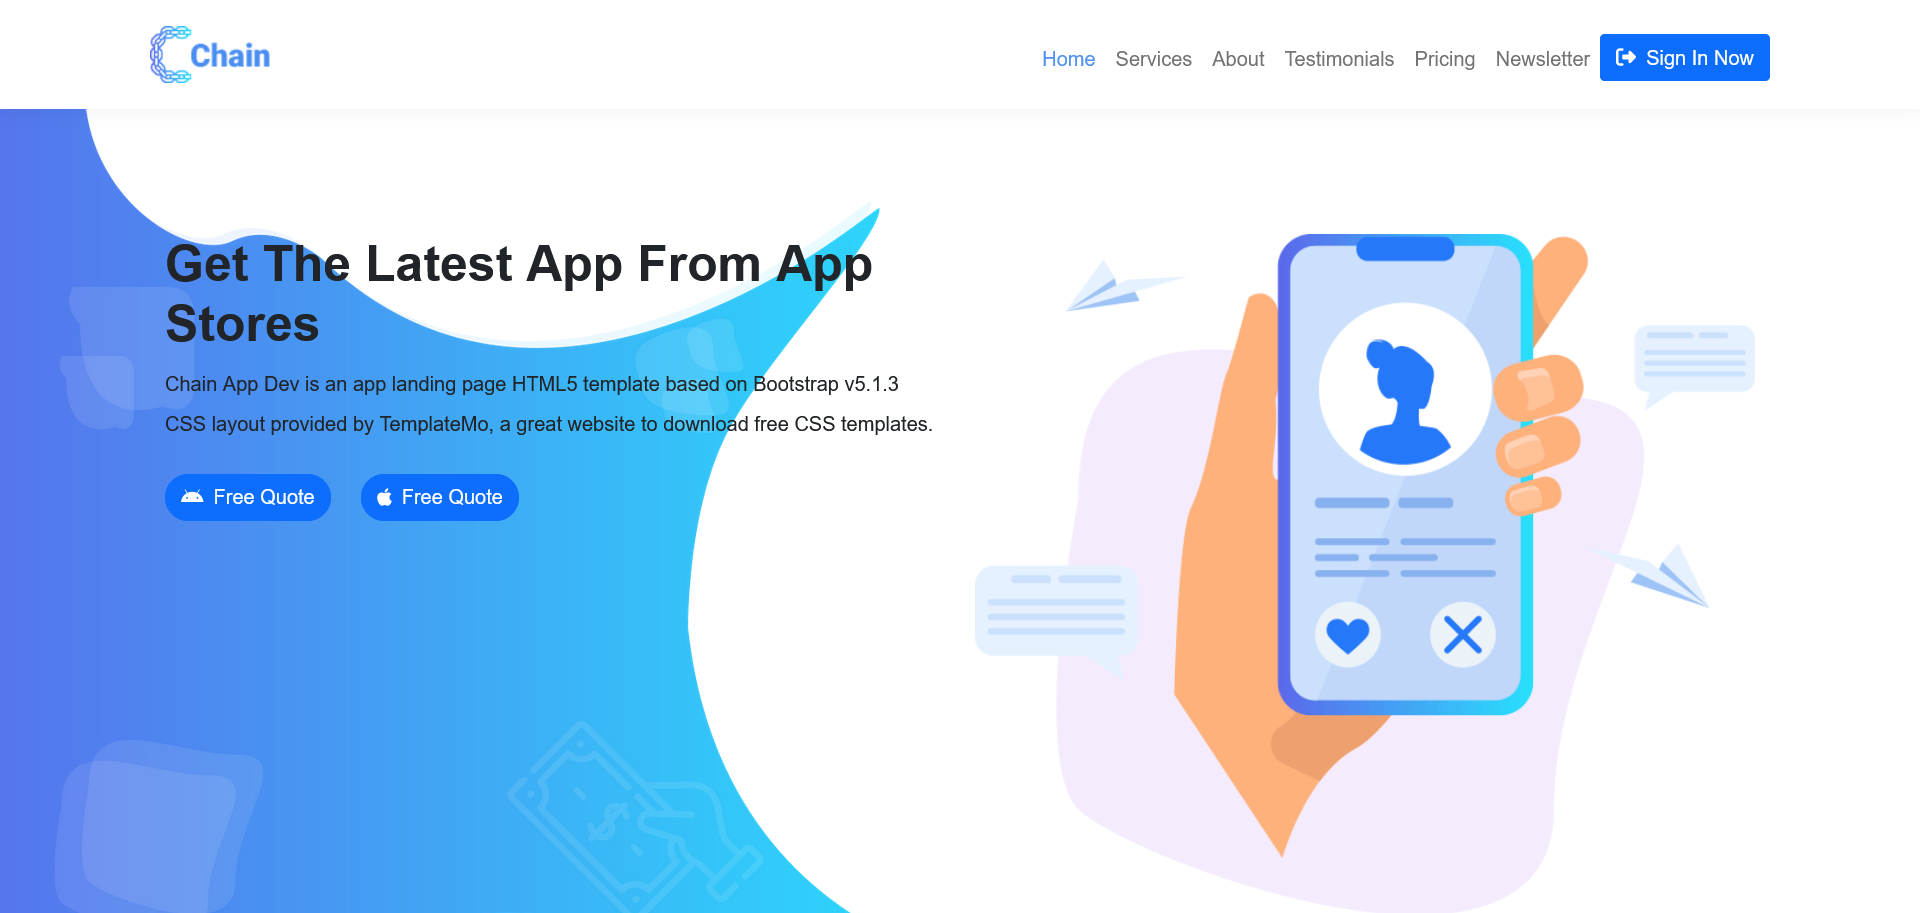 Chain
Home Services About Testimonials Pricing Newsletter Sign In Now
Get The Latest App From App
Stores
Chain App Dev is an app landing page HTML5 template based on Bootstrap v5.1.3
CSS layout provided by TemplateMo, a great website to download free CSS templates.
Free Quote Free Quote